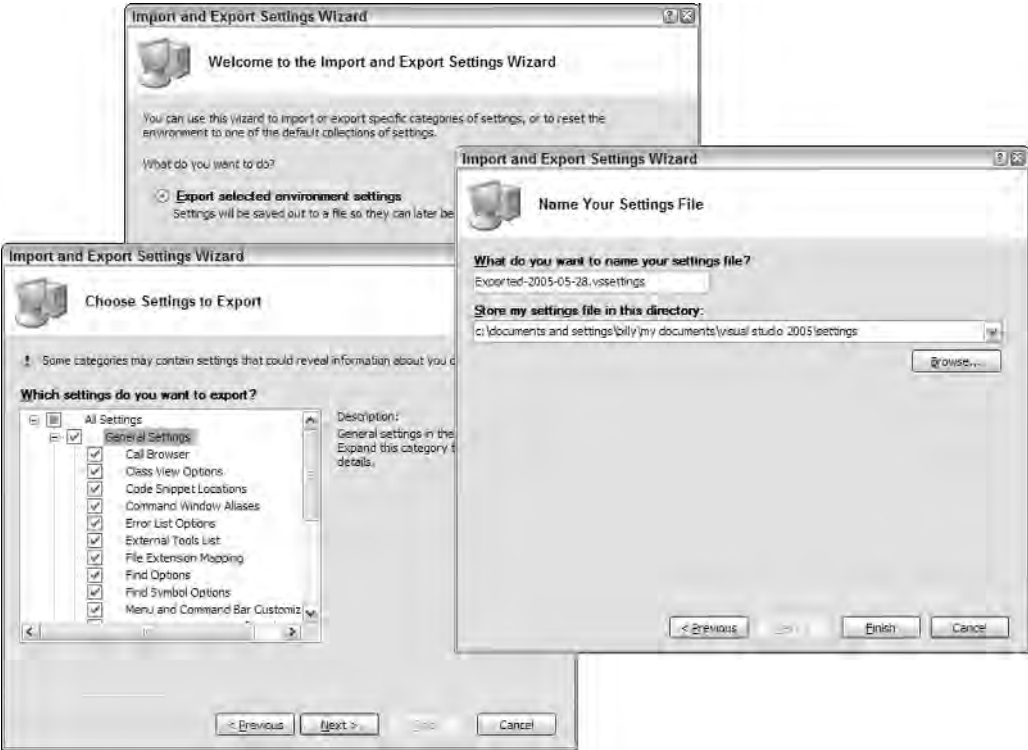 Import and Export Settings Wizard
Welcome to the Import and Export Settings Wizard
You can use this wizard to import or export specific categories of settings, or to reset the
environment to one of the default collections of settings.
What do you want to do?
Export selected environment settings
Settings will be saved out to a file so they can later be
Import and Export Settings Wizard
Choose Settings to Export
! Some categories may contain settings that could reveal information about you
Which settings do you want to export?
All Settings
General Settings
Call Browser
Class View Options
Code Snippet Locations
Command Window Aliases
Error List Options
External Tools List
File Extension Mapping
Find Options
Find Symbol Options
Menu and Command Bar Customiz
Description:
General settings in the
Expand this category
details.
< Previous
Next >
Cancel
Import and Export Settings Wizard
Name Your Settings File
What do you want to name your settings file?
Exported-2005-05-28.vssettings
Store my settings file in this directory:
c:\documents and settings\billy\my documents\visual studio 2005\settings
Browse...
< Previous
Finish
Cancel